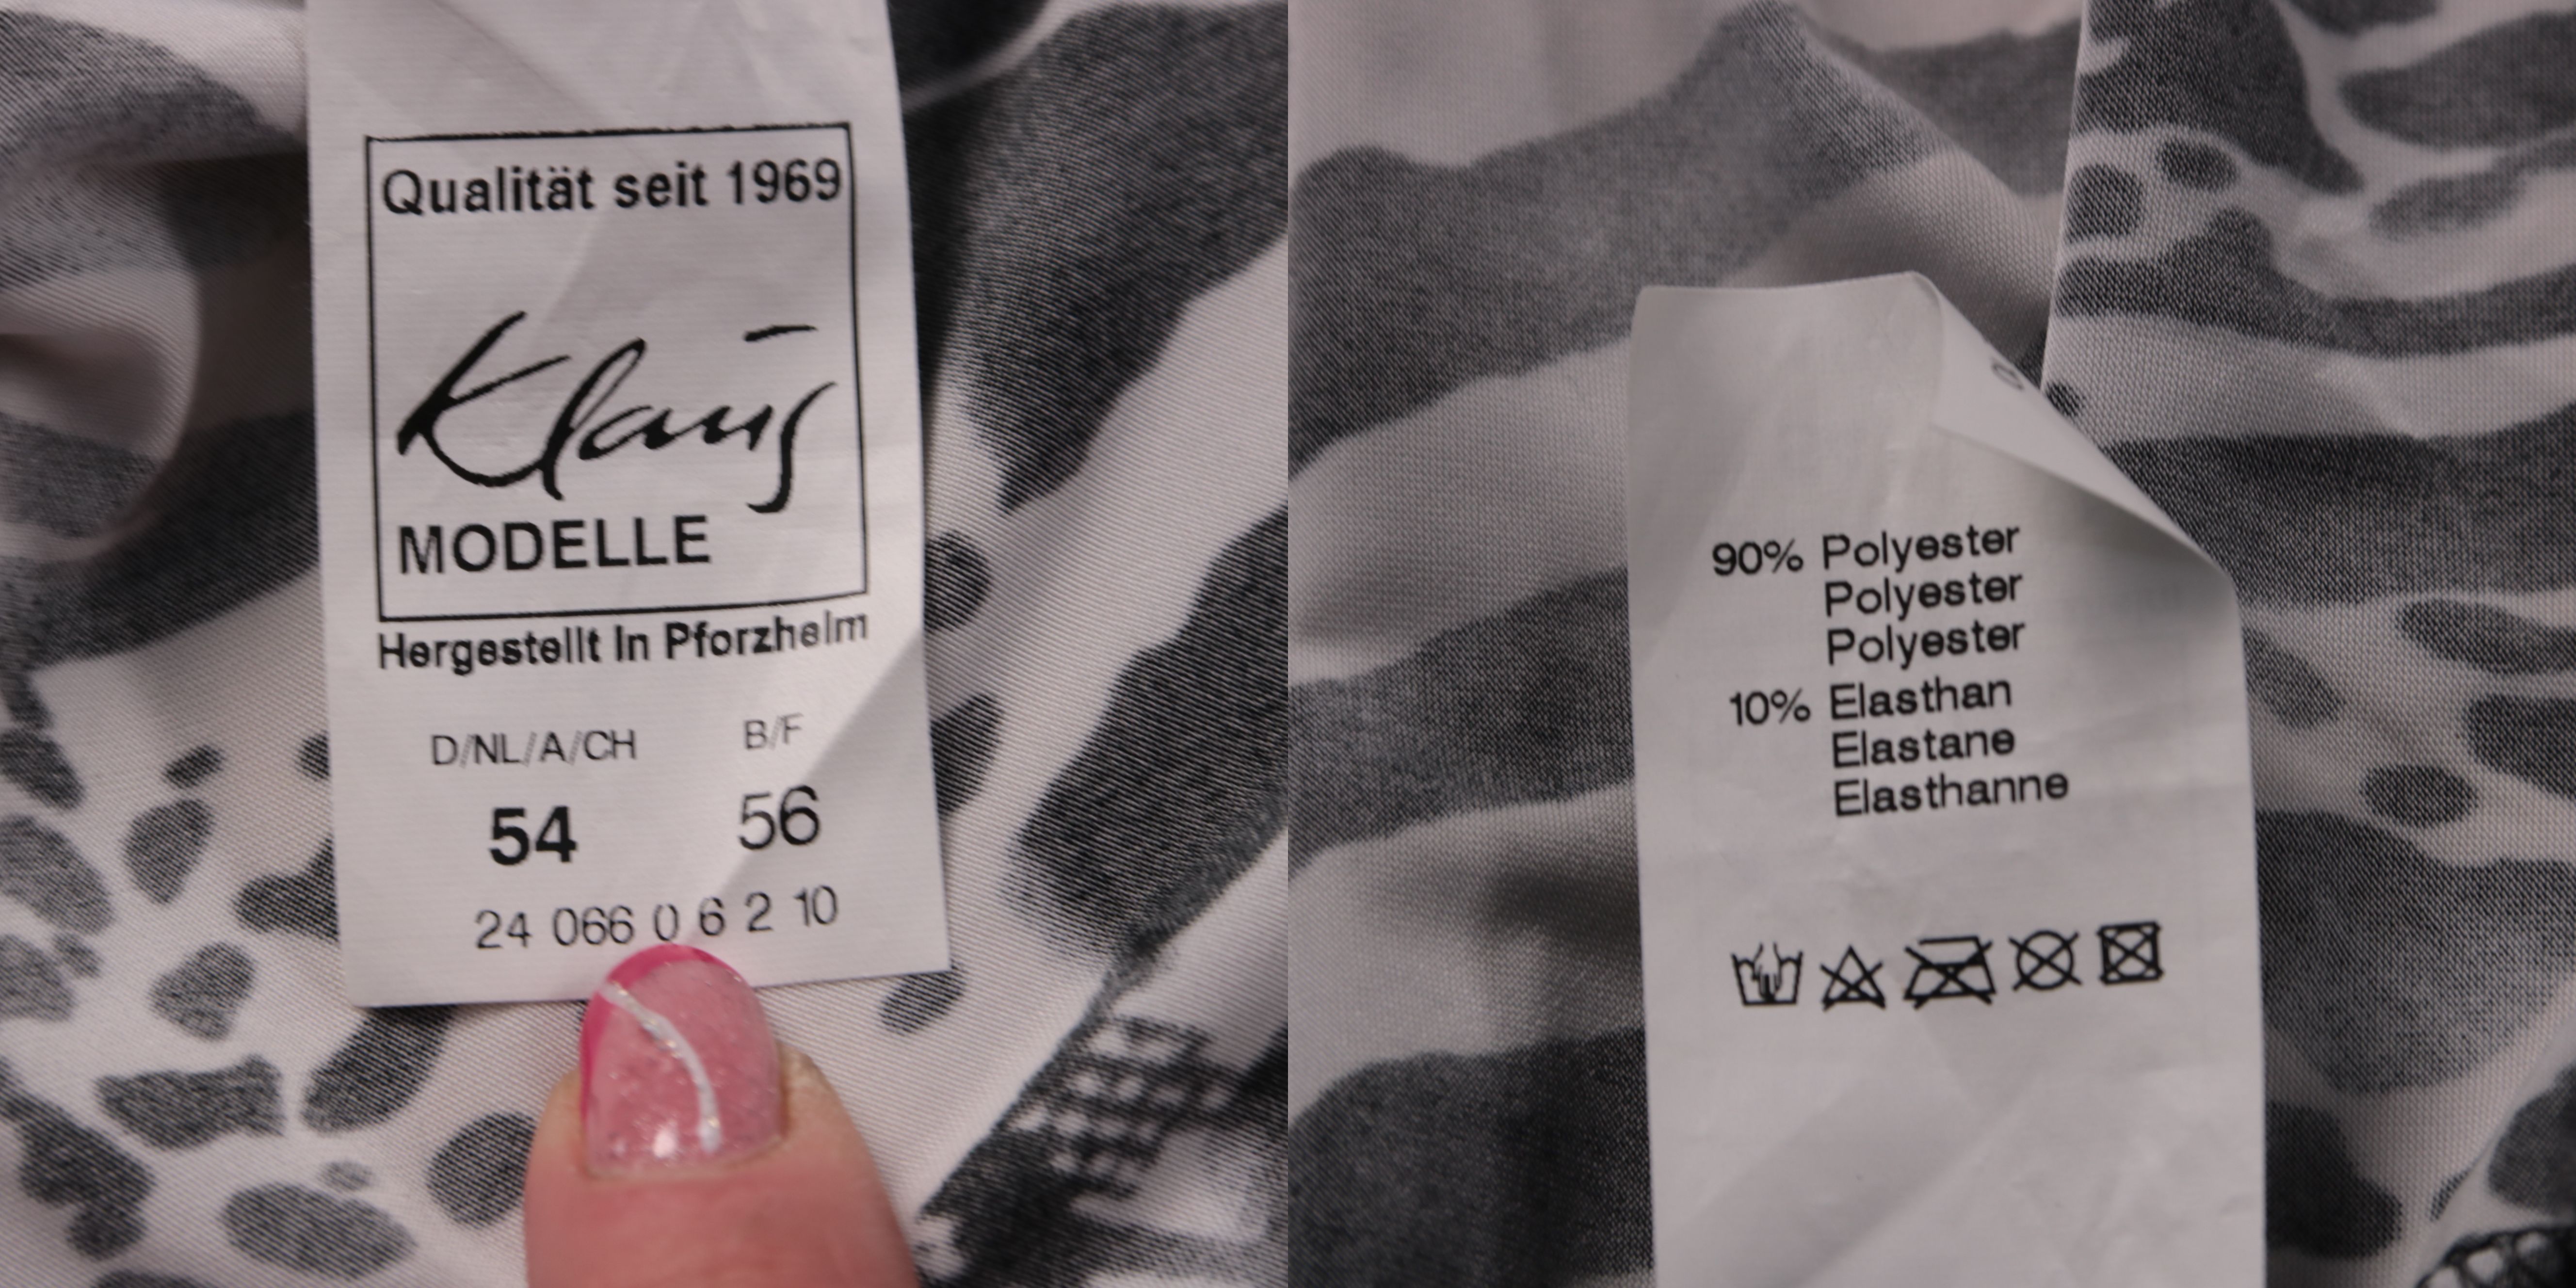 Qualität seit 1969
Klaus
MODELLE
Hergestellt in Pforzheim
D/NL/A/CH B/F
54 56
24 066 0 6 2 10
90% Polyester
Polyester
Polyester
10% Elasthan
Elastane
Elasthanne